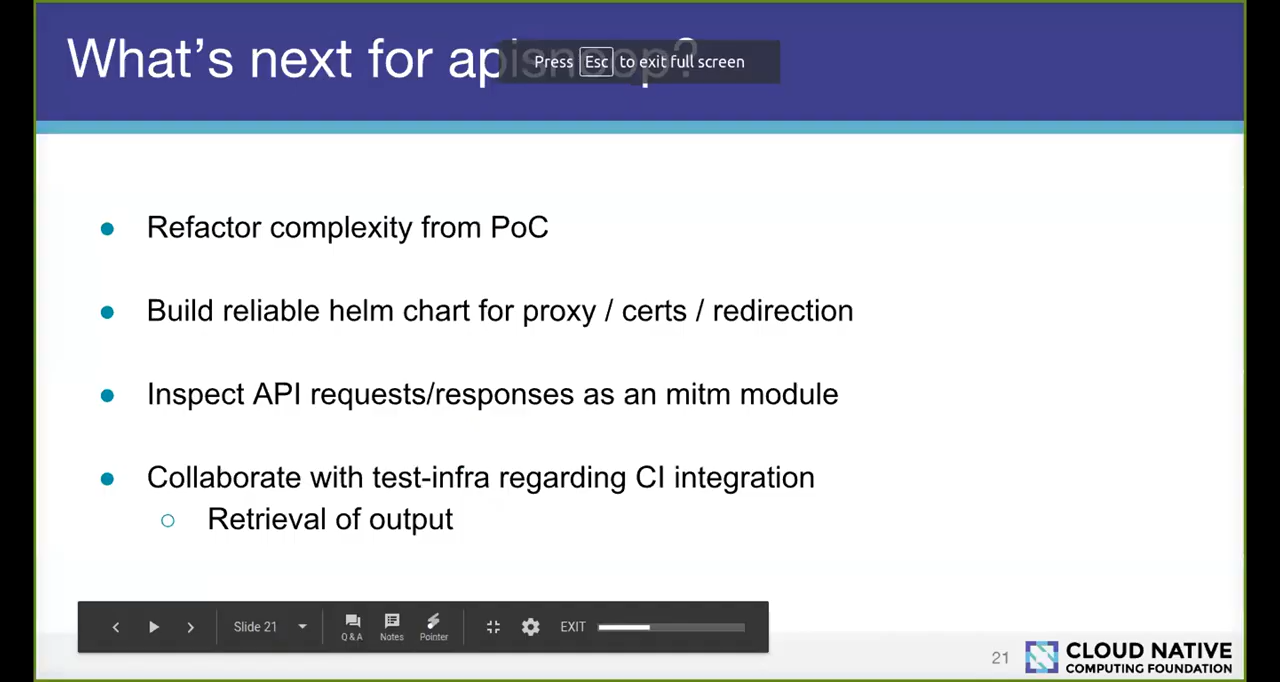 What's next for apisnoop?
Press Esc to exit full screen
● Refactor complexity from PoC
● Build reliable helm chart for proxy / certs / redirection
● Inspect API requests/responses as an mitm module
● Collaborate with test-infra regarding CI integration
○ Retrieval of output
Slide 21
Q & A
Notes
Pointer
EXIT
21
CLOUD NATIVE
COMPUTING FOUNDATION